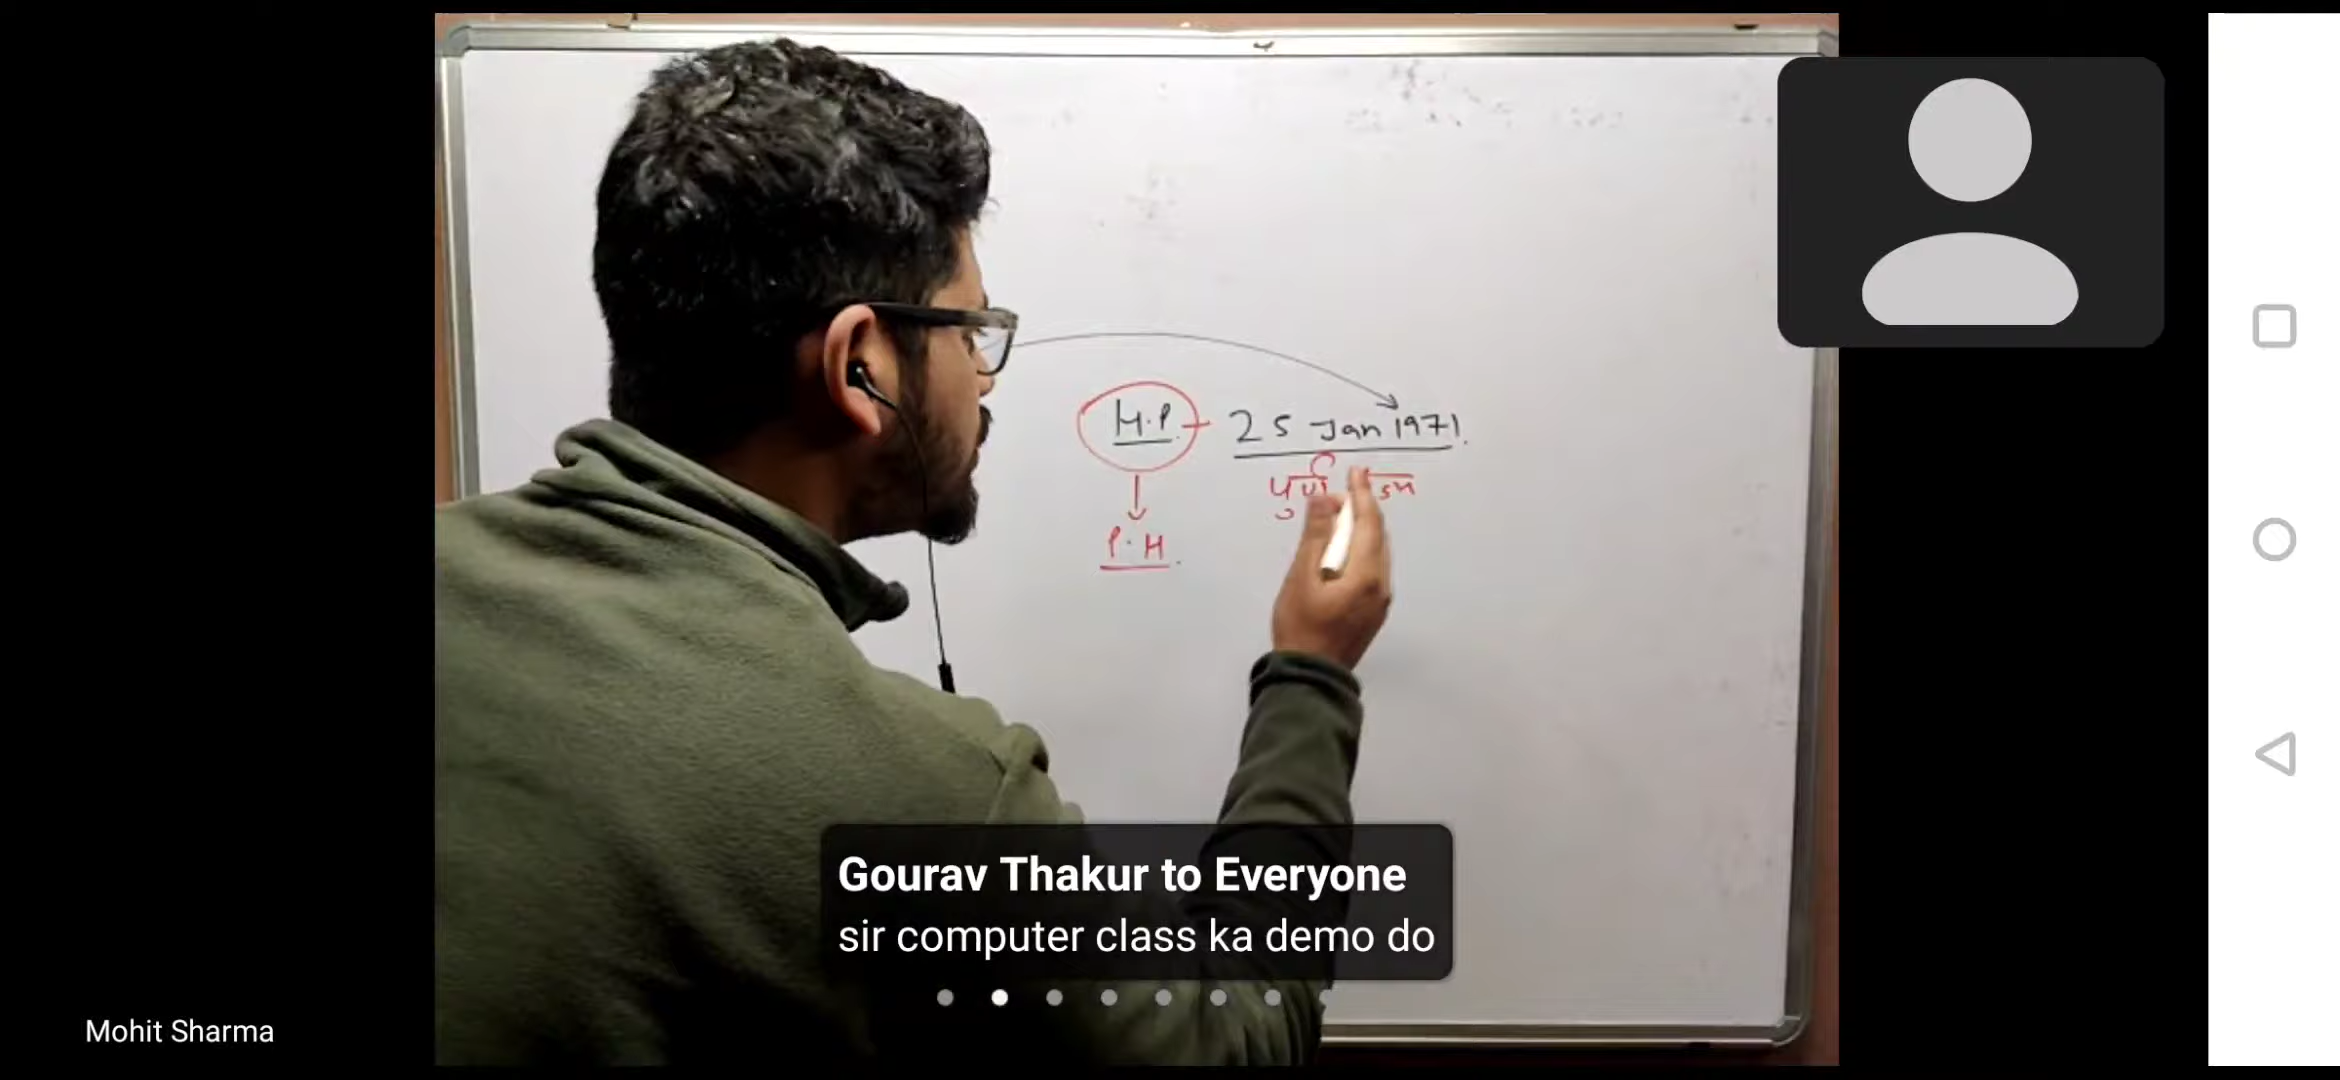 H.P. - 25 Jan 1971.
P.H.
Gourav Thakur to Everyone
sir computer class ka demo do
Mohit Sharma